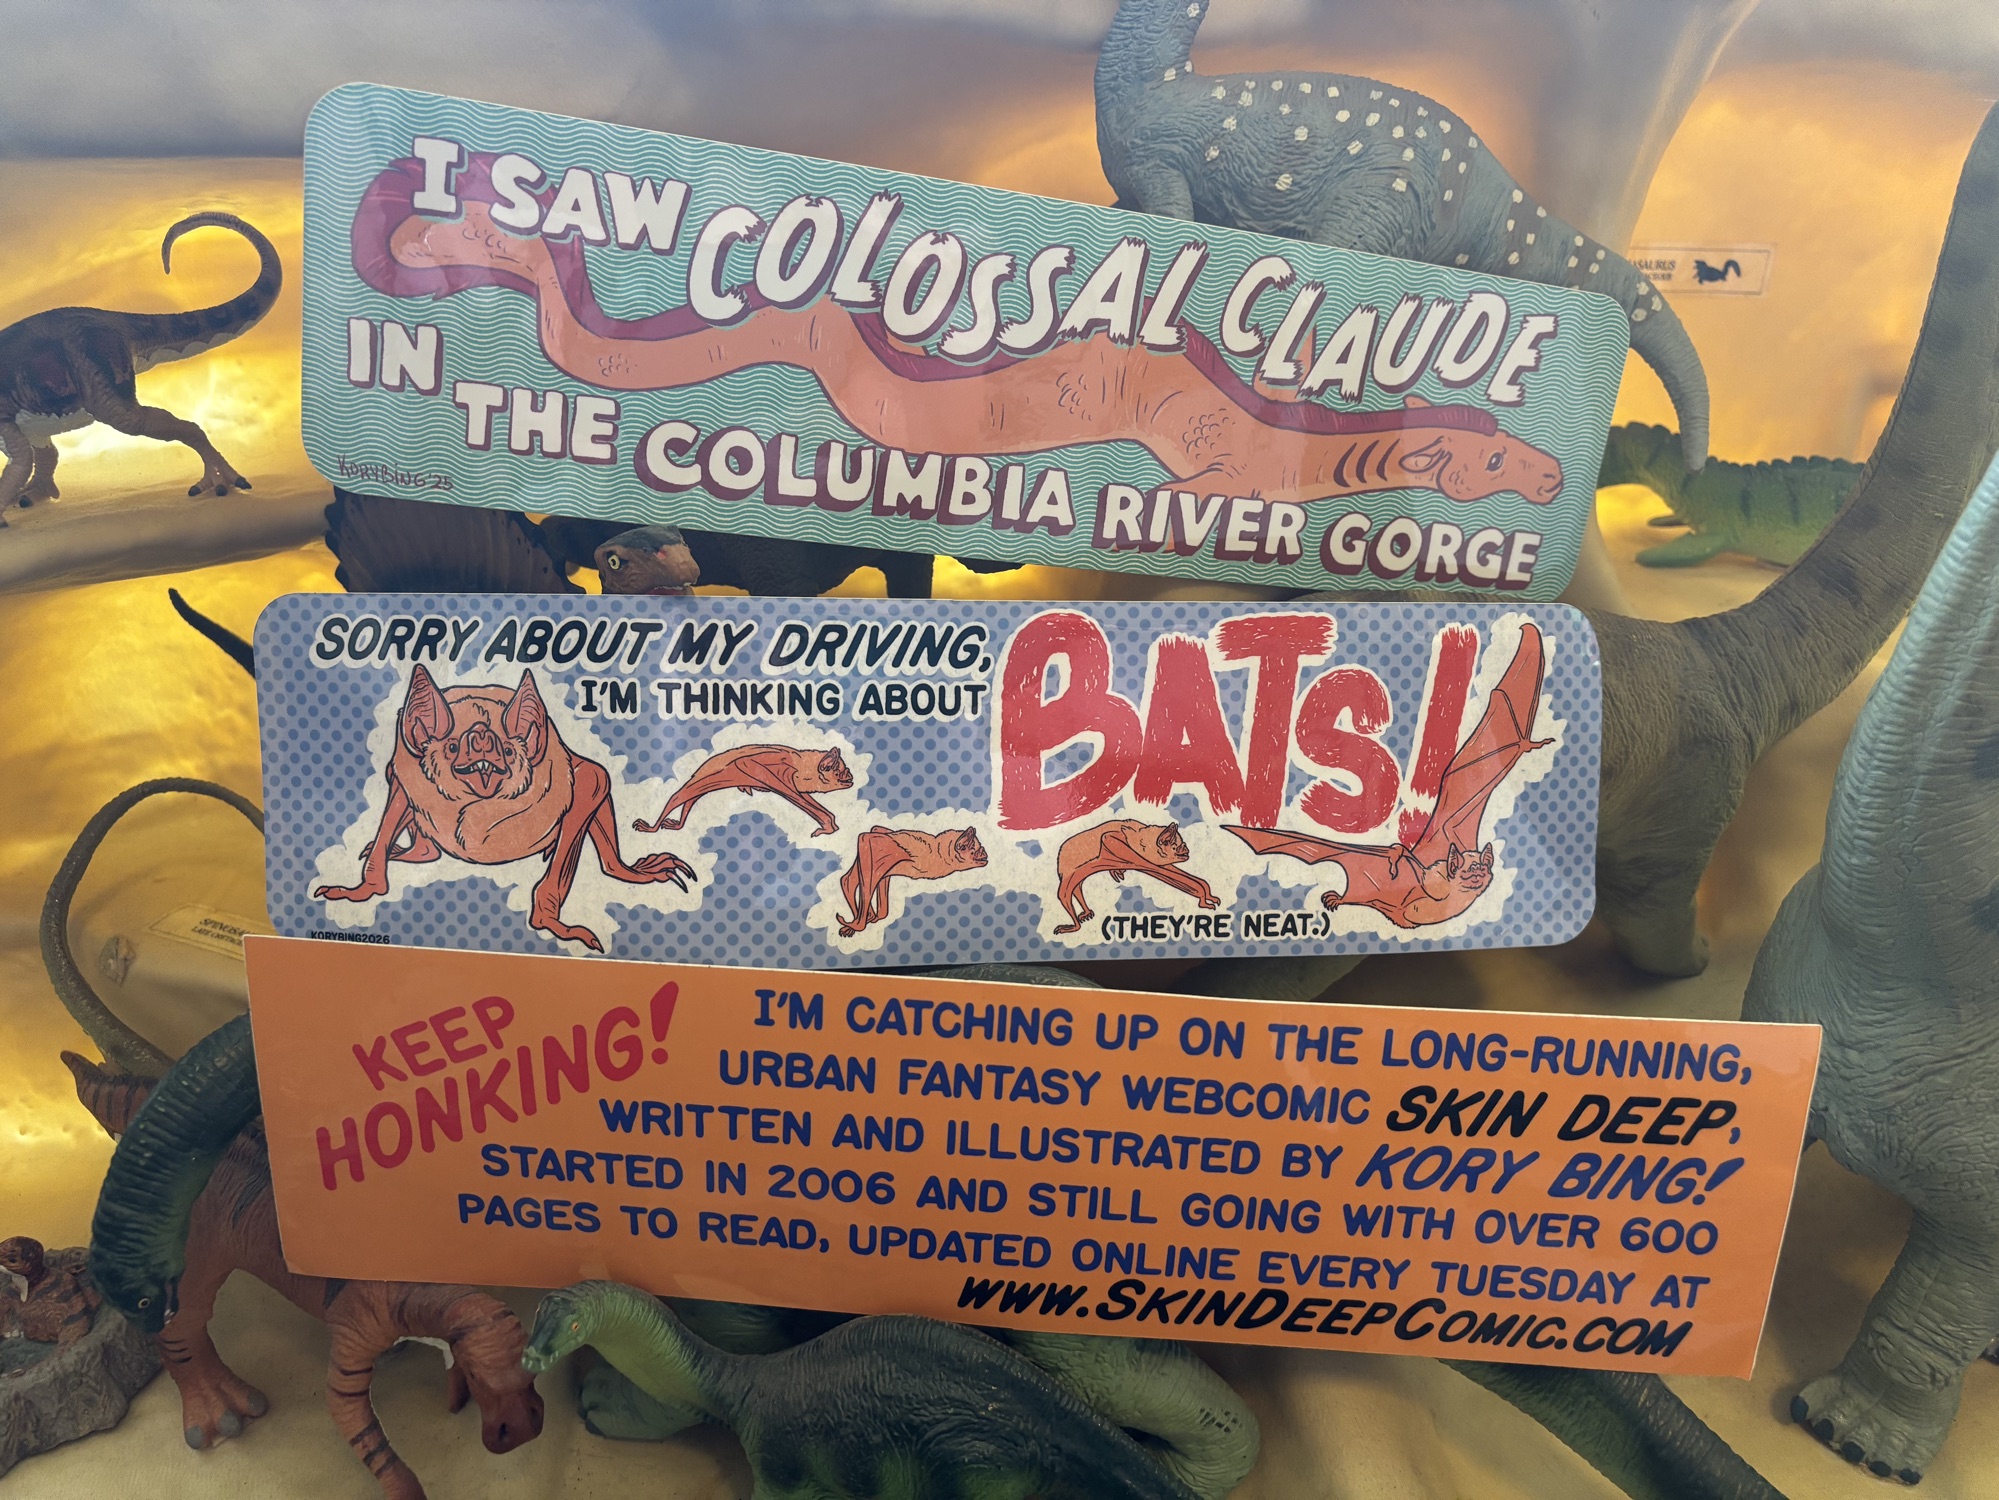 I SAW COLOSSAL CLAUDE
IN THE COLUMBIA RIVER GORGE
KORY BING '25
SORRY ABOUT MY DRIVING,
I'M THINKING ABOUT
BATS!
(THEY'RE NEAT.)
KORYBING2026
KEEP
HONKING!
I'M CATCHING UP ON THE LONG-RUNNING,
URBAN FANTASY WEBCOMIC SKIN DEEP,
WRITTEN AND ILLUSTRATED BY KORY BING!
STARTED IN 2006 AND STILL GOING WITH OVER 600
PAGES TO READ, UPDATED ONLINE EVERY TUESDAY AT
WWW.SKINDEEPCOMIC.COM